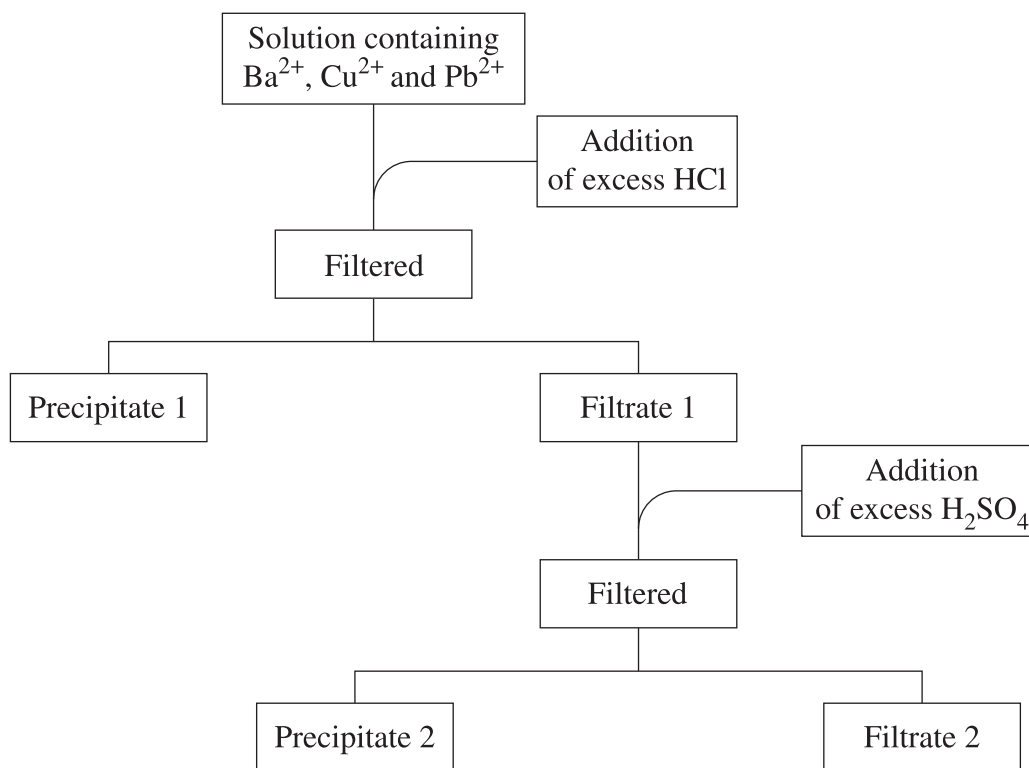 Solution containing
Ba²⁺, Cu²⁺ and Pb²⁺
Addition
of excess HCl
Filtered
Precipitate 1
Filtrate 1
Addition
of excess H₂SO₄
Filtered
Precipitate 2
Filtrate 2